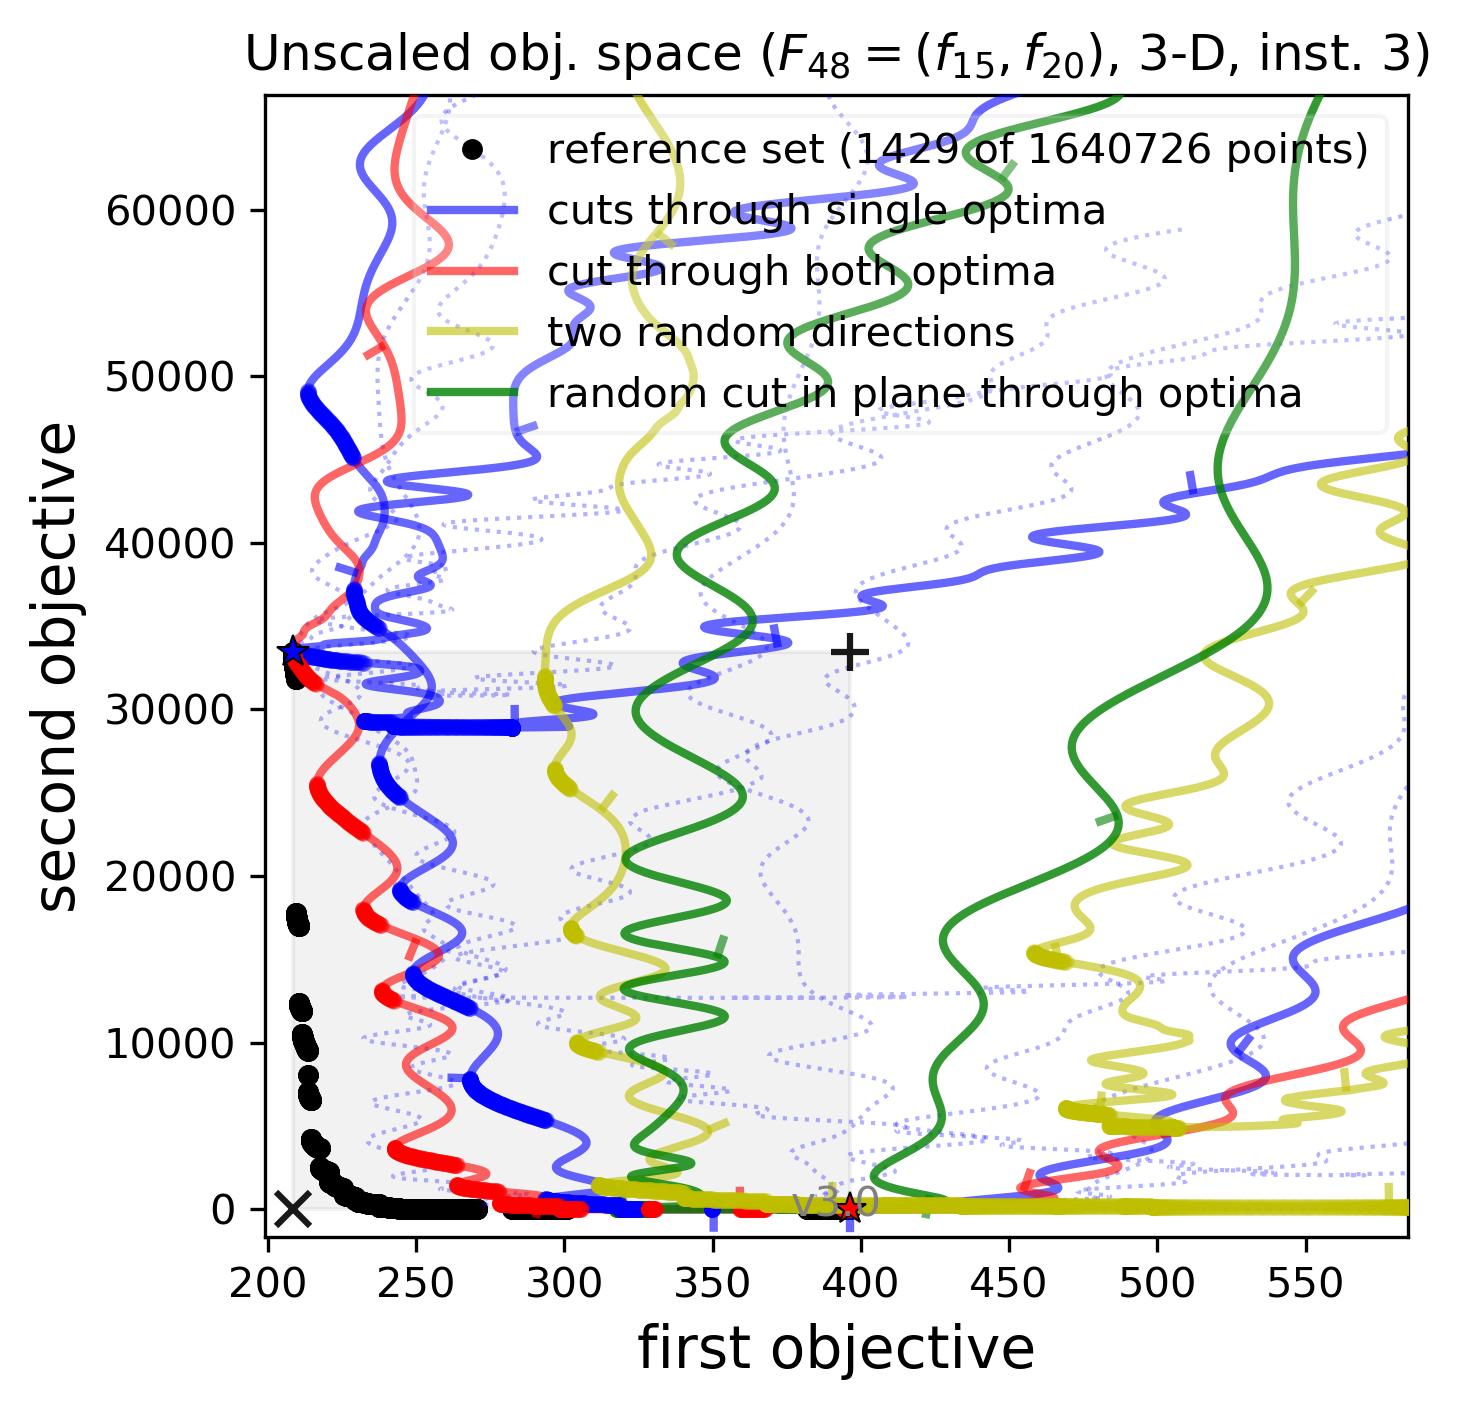 Unscaled obj. space (F48 = (f15, f20), 3-D, inst. 3)
reference set (1429 of 1640726 points)
cuts through single optima
cut through both optima
two random directions
random cut in plane through optima
second objective
60000
50000
40000
30000
20000
10000
0
v3.0
200 250 300 350 400 450 500 550
first objective